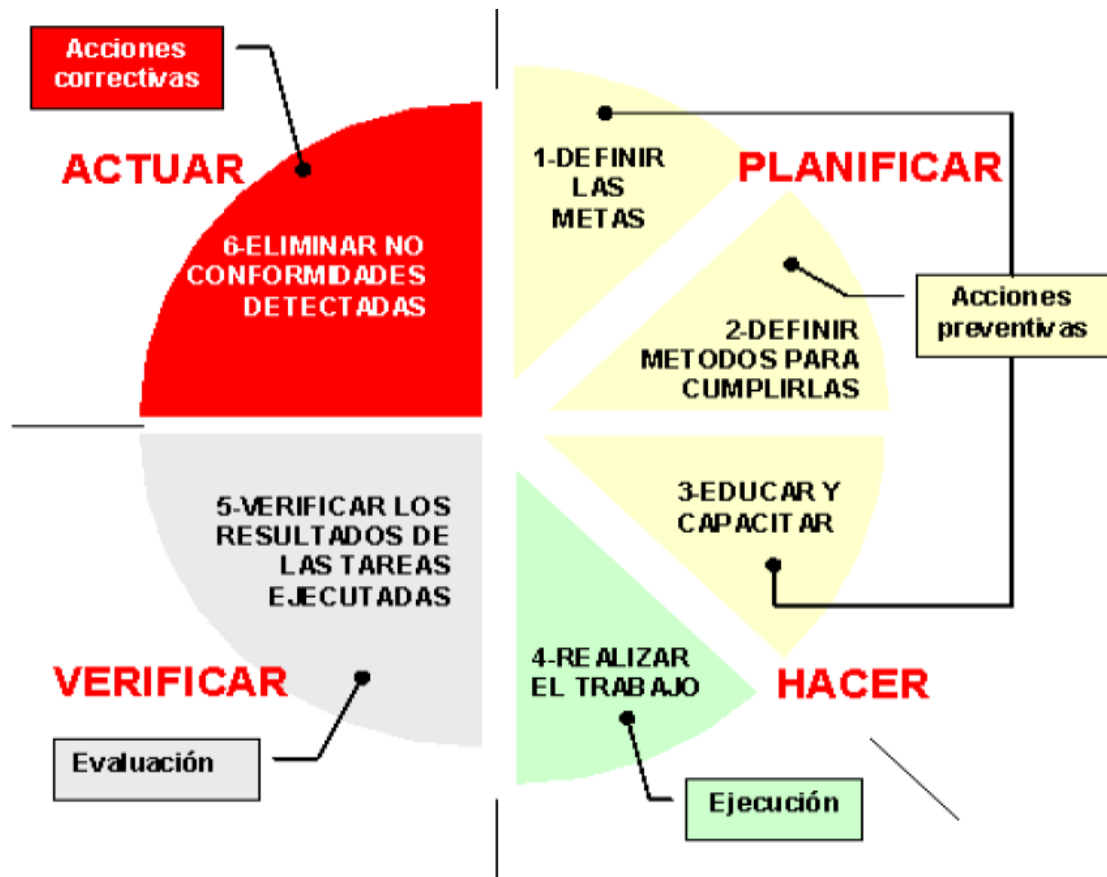 Acciones
correctivas
ACTUAR
6-ELIMINAR NO
CONFORMIDADES
DETECTADAS
1-DEFINIR
LAS
METAS
PLANIFICAR
2-DEFINIR
METODOS PARA
CUMPLIRLAS
Acciones
preventivas
3-EDUCAR Y
CAPACITAR
4-REALIZAR
EL TRABAJO
HACER
Ejecución
5-VERIFICAR LOS
RESULTADOS DE
LAS TAREAS
EJECUTADAS
VERIFICAR
Evaluación